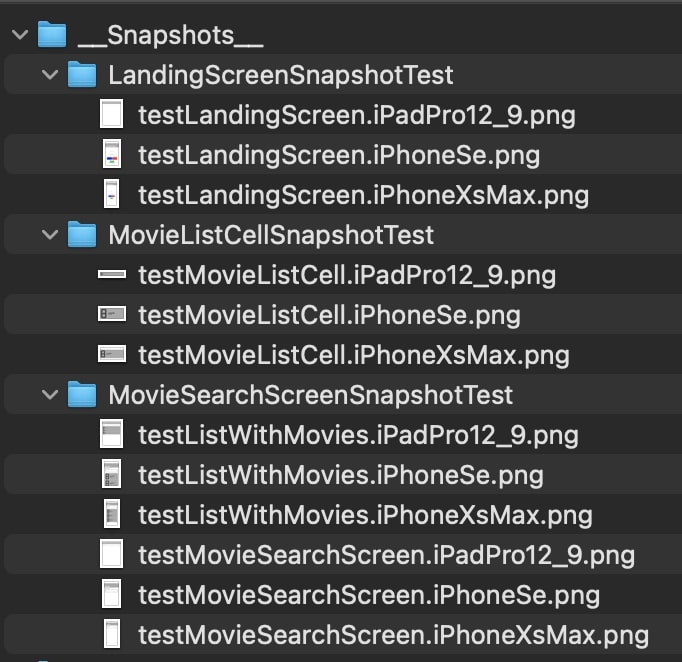 __Snapshots__
LandingScreenSnapshotTest
testLandingScreen.iPadPro12_9.png
testLandingScreen.iPhoneSe.png
testLandingScreen.iPhoneXsMax.png
MovieListCellSnapshotTest
testMovieListCell.iPadPro12_9.png
testMovieListCell.iPhoneSe.png
testMovieListCell.iPhoneXsMax.png
MovieSearchScreenSnapshotTest
testListWithMovies.iPadPro12_9.png
testListWithMovies.iPhoneSe.png
testListWithMovies.iPhoneXsMax.png
testMovieSearchScreen.iPadPro12_9.png
testMovieSearchScreen.iPhoneSe.png
testMovieSearchScreen.iPhoneXsMax.png